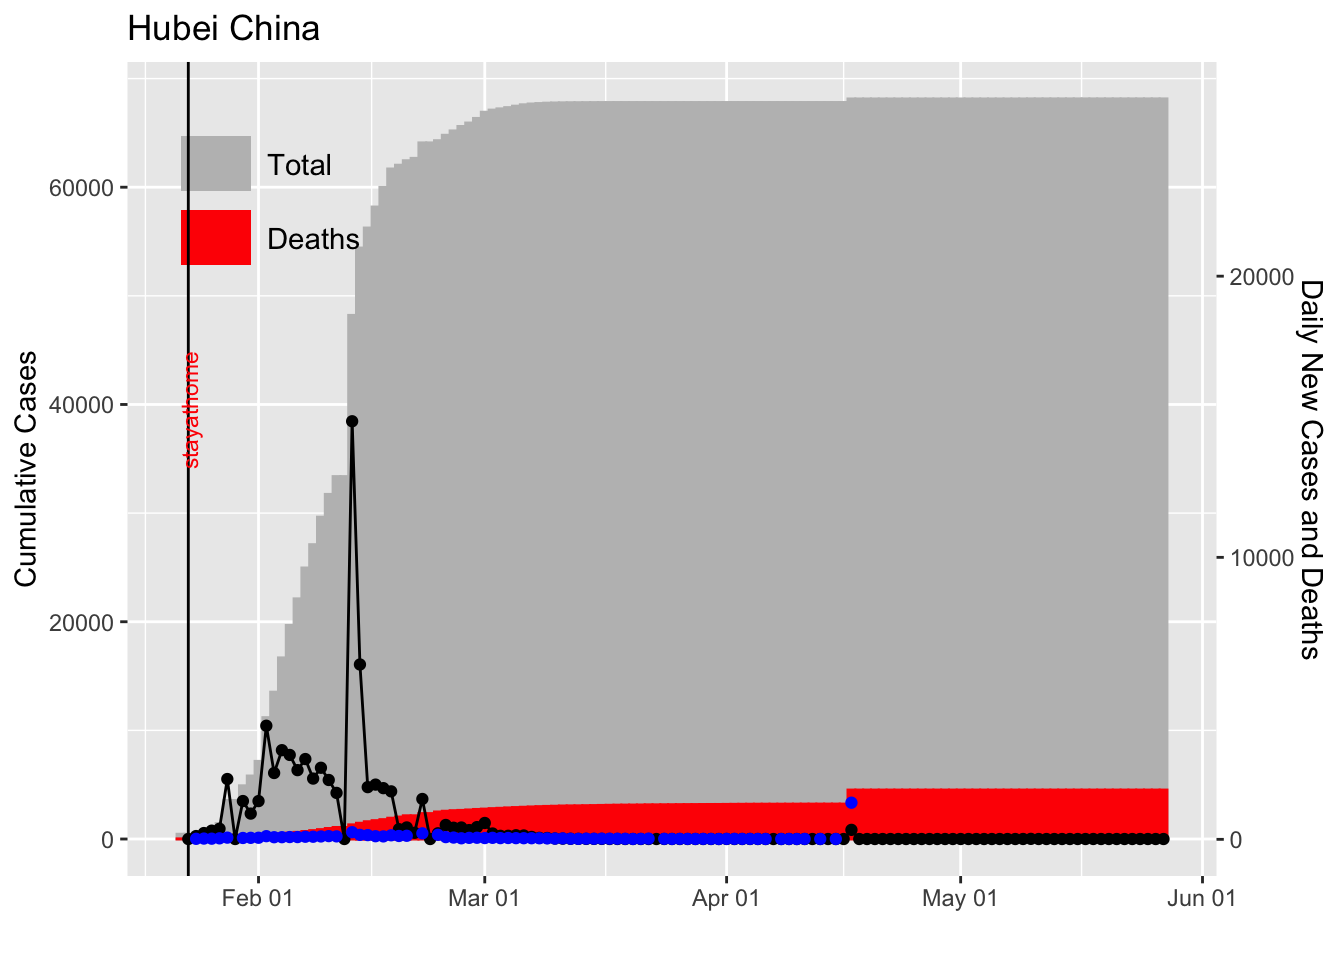 Hubei China
Total
Deaths
stayathome
Cumulative Cases
60000
40000
20000
0
20000
10000
0
Daily New Cases and Deaths
Feb 01
Mar 01
Apr 01
May 01
Jun 01